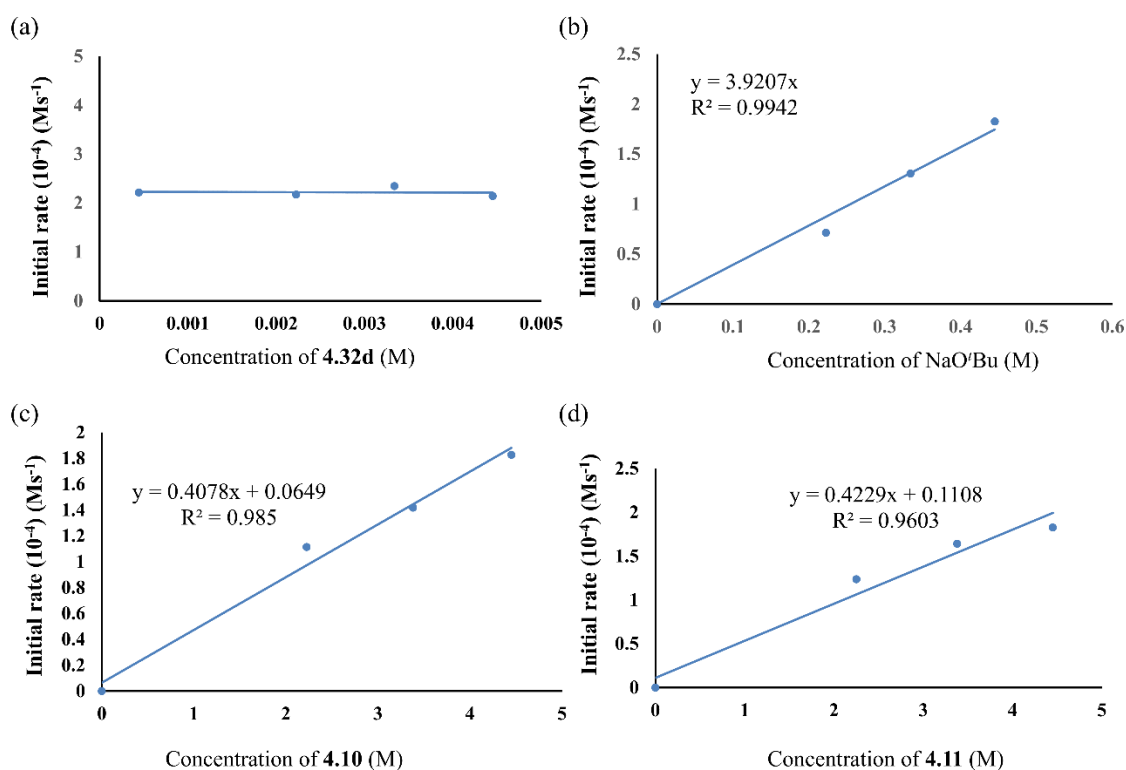 (a)
Initial rate (10⁻⁴) (Ms⁻¹)
5
4
3
2
1
0
0 0.001 0.002 0.003 0.004 0.005
Concentration of 4.32d (M)
(b)
Initial rate (10⁻⁴) (Ms⁻¹)
2.5
2
1.5
1
0.5
0
y = 3.9207x
R² = 0.9942
0 0.1 0.2 0.3 0.4 0.5 0.6
Concentration of NaOᵗBu (M)
(c)
Initial rate (10⁻⁴) (Ms⁻¹)
2
1.8
1.6
1.4
1.2
1
0.8
0.6
0.4
0.2
0
y = 0.4078x + 0.0649
R² = 0.985
0 1 2 3 4 5
Concentration of 4.10 (M)
(d)
Initial rate (10⁻⁴) (Ms⁻¹)
2.5
2
1.5
1
0.5
0
y = 0.4229x + 0.1108
R² = 0.9603
0 1 2 3 4 5
Concentration of 4.11 (M)